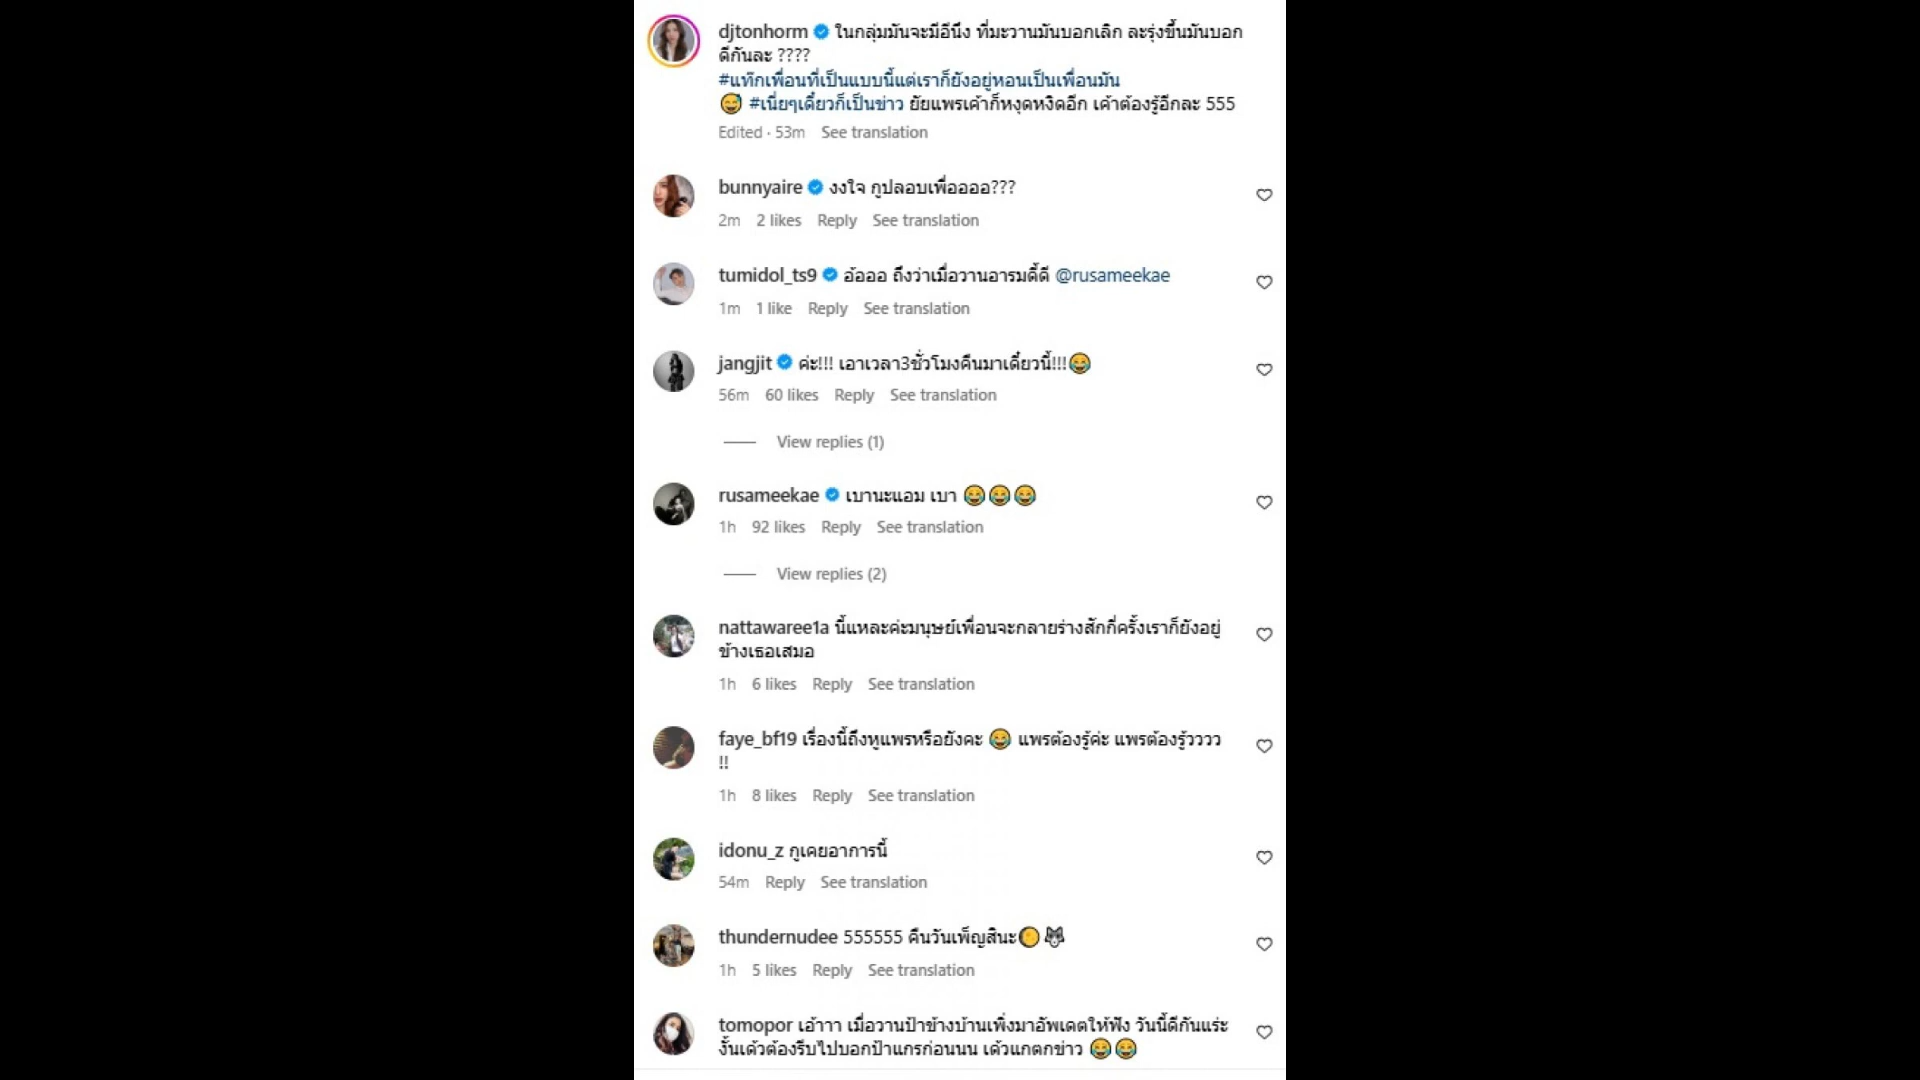 djtonhorm ในกลุ่มมันจะมีอีนึง ที่มะวานมันบอกเลิก ละรุ่งขึ้นมันบอก
ดีกันละ ????
#แท๊กเพื่อนที่เป็นแบบนี้แต่เราก็ยังอยู่หอนเป็นเพื่อนมัน
😅 #เนี่ยๆเดี๋ยวก็เป็นข่าว ยัยแพรเค้าก็หงุดหงิดอีก เค้าต้องรู้อีกละ 555
Edited · 53m See translation
bunnyaire งงใจ กูปลอบเพื่ออออ???
2m 2 likes Reply See translation
tumidol_ts9 อ้อออ ถึงว่าเมื่อวานอารมดี๊ดี @rusameekae
1m 1 like Reply See translation
jangjit ค่ะ!!! เอาเวลา3ชั่วโมงคืนมาเดี๋ยวนี้!!!😂
56m 60 likes Reply See translation
View replies (1)
rusameekae เบานะแอม เบา 😂😂😂
1h 92 likes Reply See translation
View replies (2)
nattawaree1a นี้แหละค่ะมนุษย์เพื่อนจะกลายร่างสักกี่ครั้งเราก็ยังอยู่
ข้างเธอเสมอ
1h 6 likes Reply See translation
faye_bf19 เรื่องนี้ถึงหูแพรหรือยังคะ 😂 แพรต้องรู้ค่ะ แพรต้องรู้วววว
!!
1h 8 likes Reply See translation
idonu_z กูเคยอาการนี้
54m Reply See translation
thundernudee 555555 คืนวันเพ็ญสินะ🌕🐺
1h 5 likes Reply See translation
tomopor เอ้าาา เมื่อวานป้าข้างบ้านเพิ่งมาอัพเดตให้ฟัง วันนี้ดีกันแร่ะ
งั้นเด้วต้องรีบไปบอกป้าแกรก่อนนน เด้วแกตกข่าว 😂😂